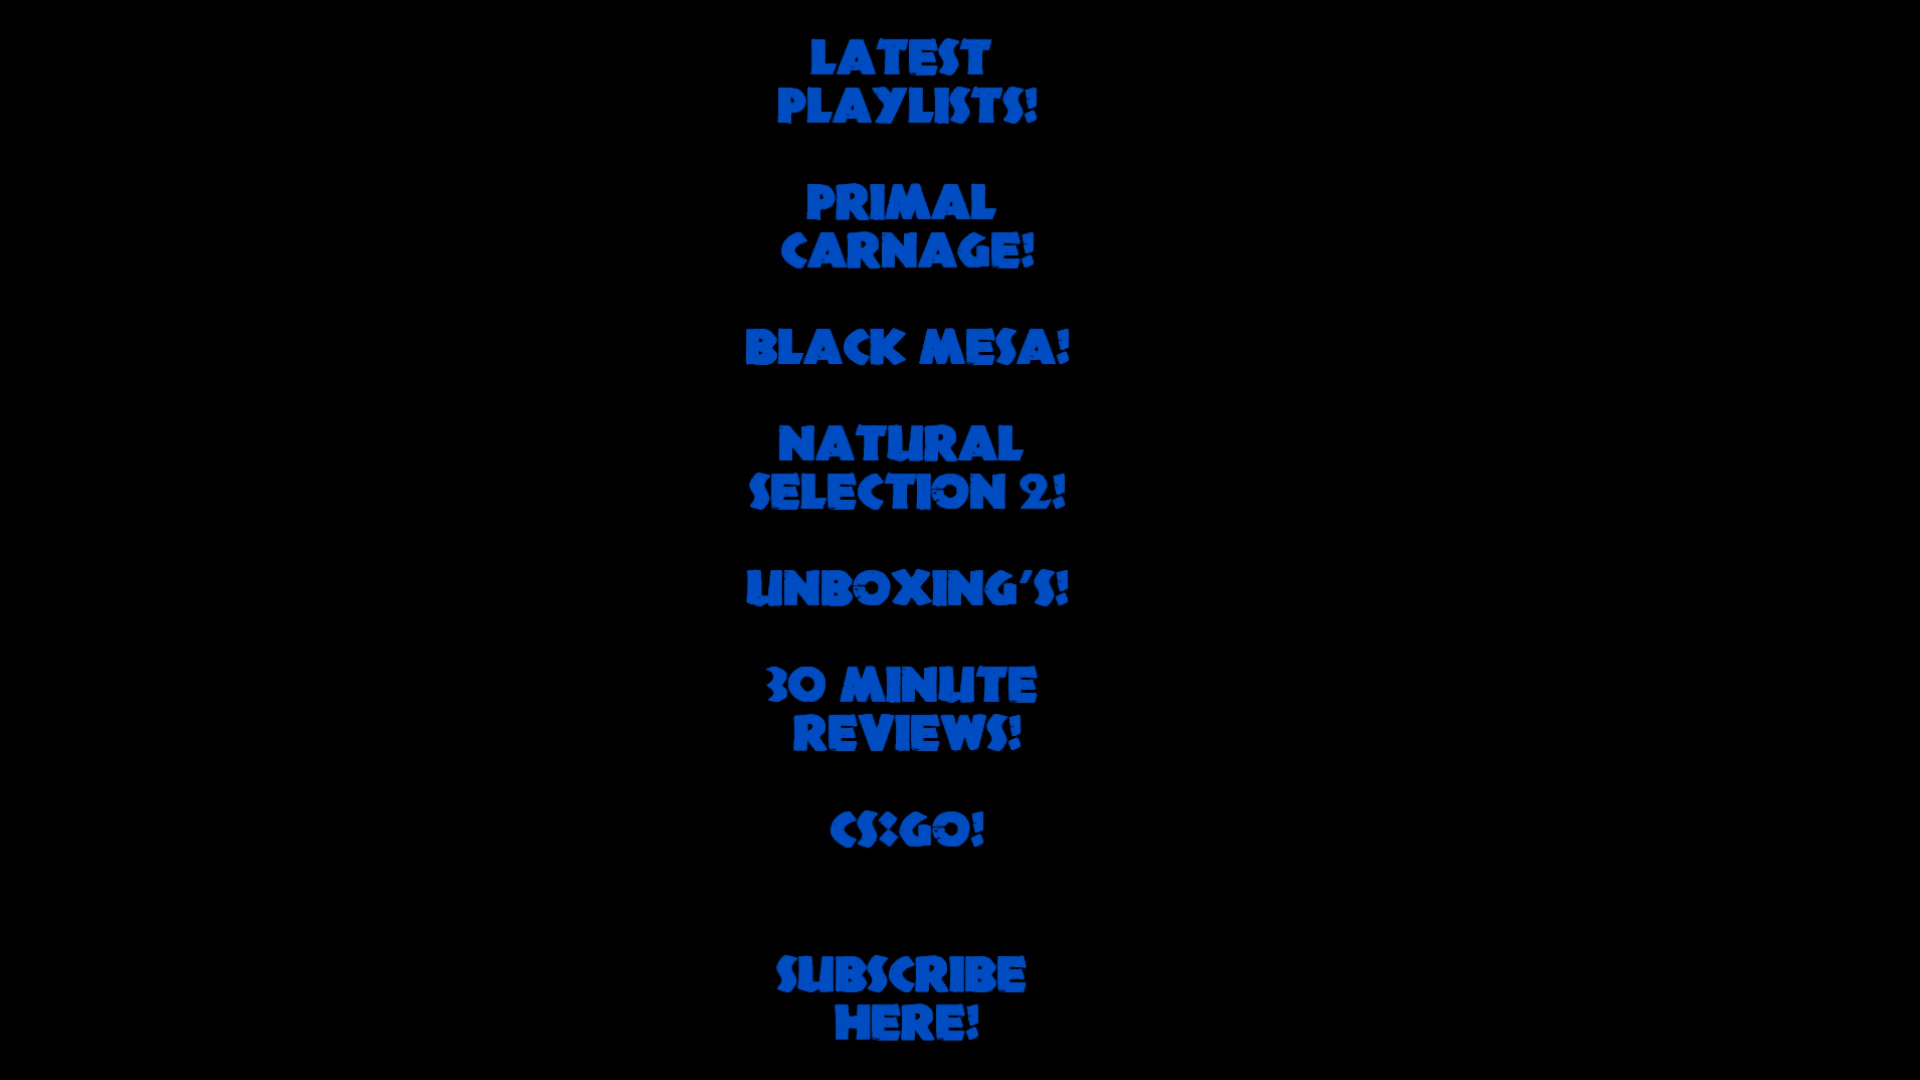 LATEST
PLAYLISTS!
PRIMAL
CARNAGE!
BLACK MESA!
NATURAL
SELECTION 2!
UNBOXING'S!
30 MINUTE
REVIEWS!
CS:GO!
SUBSCRIBE
HERE!